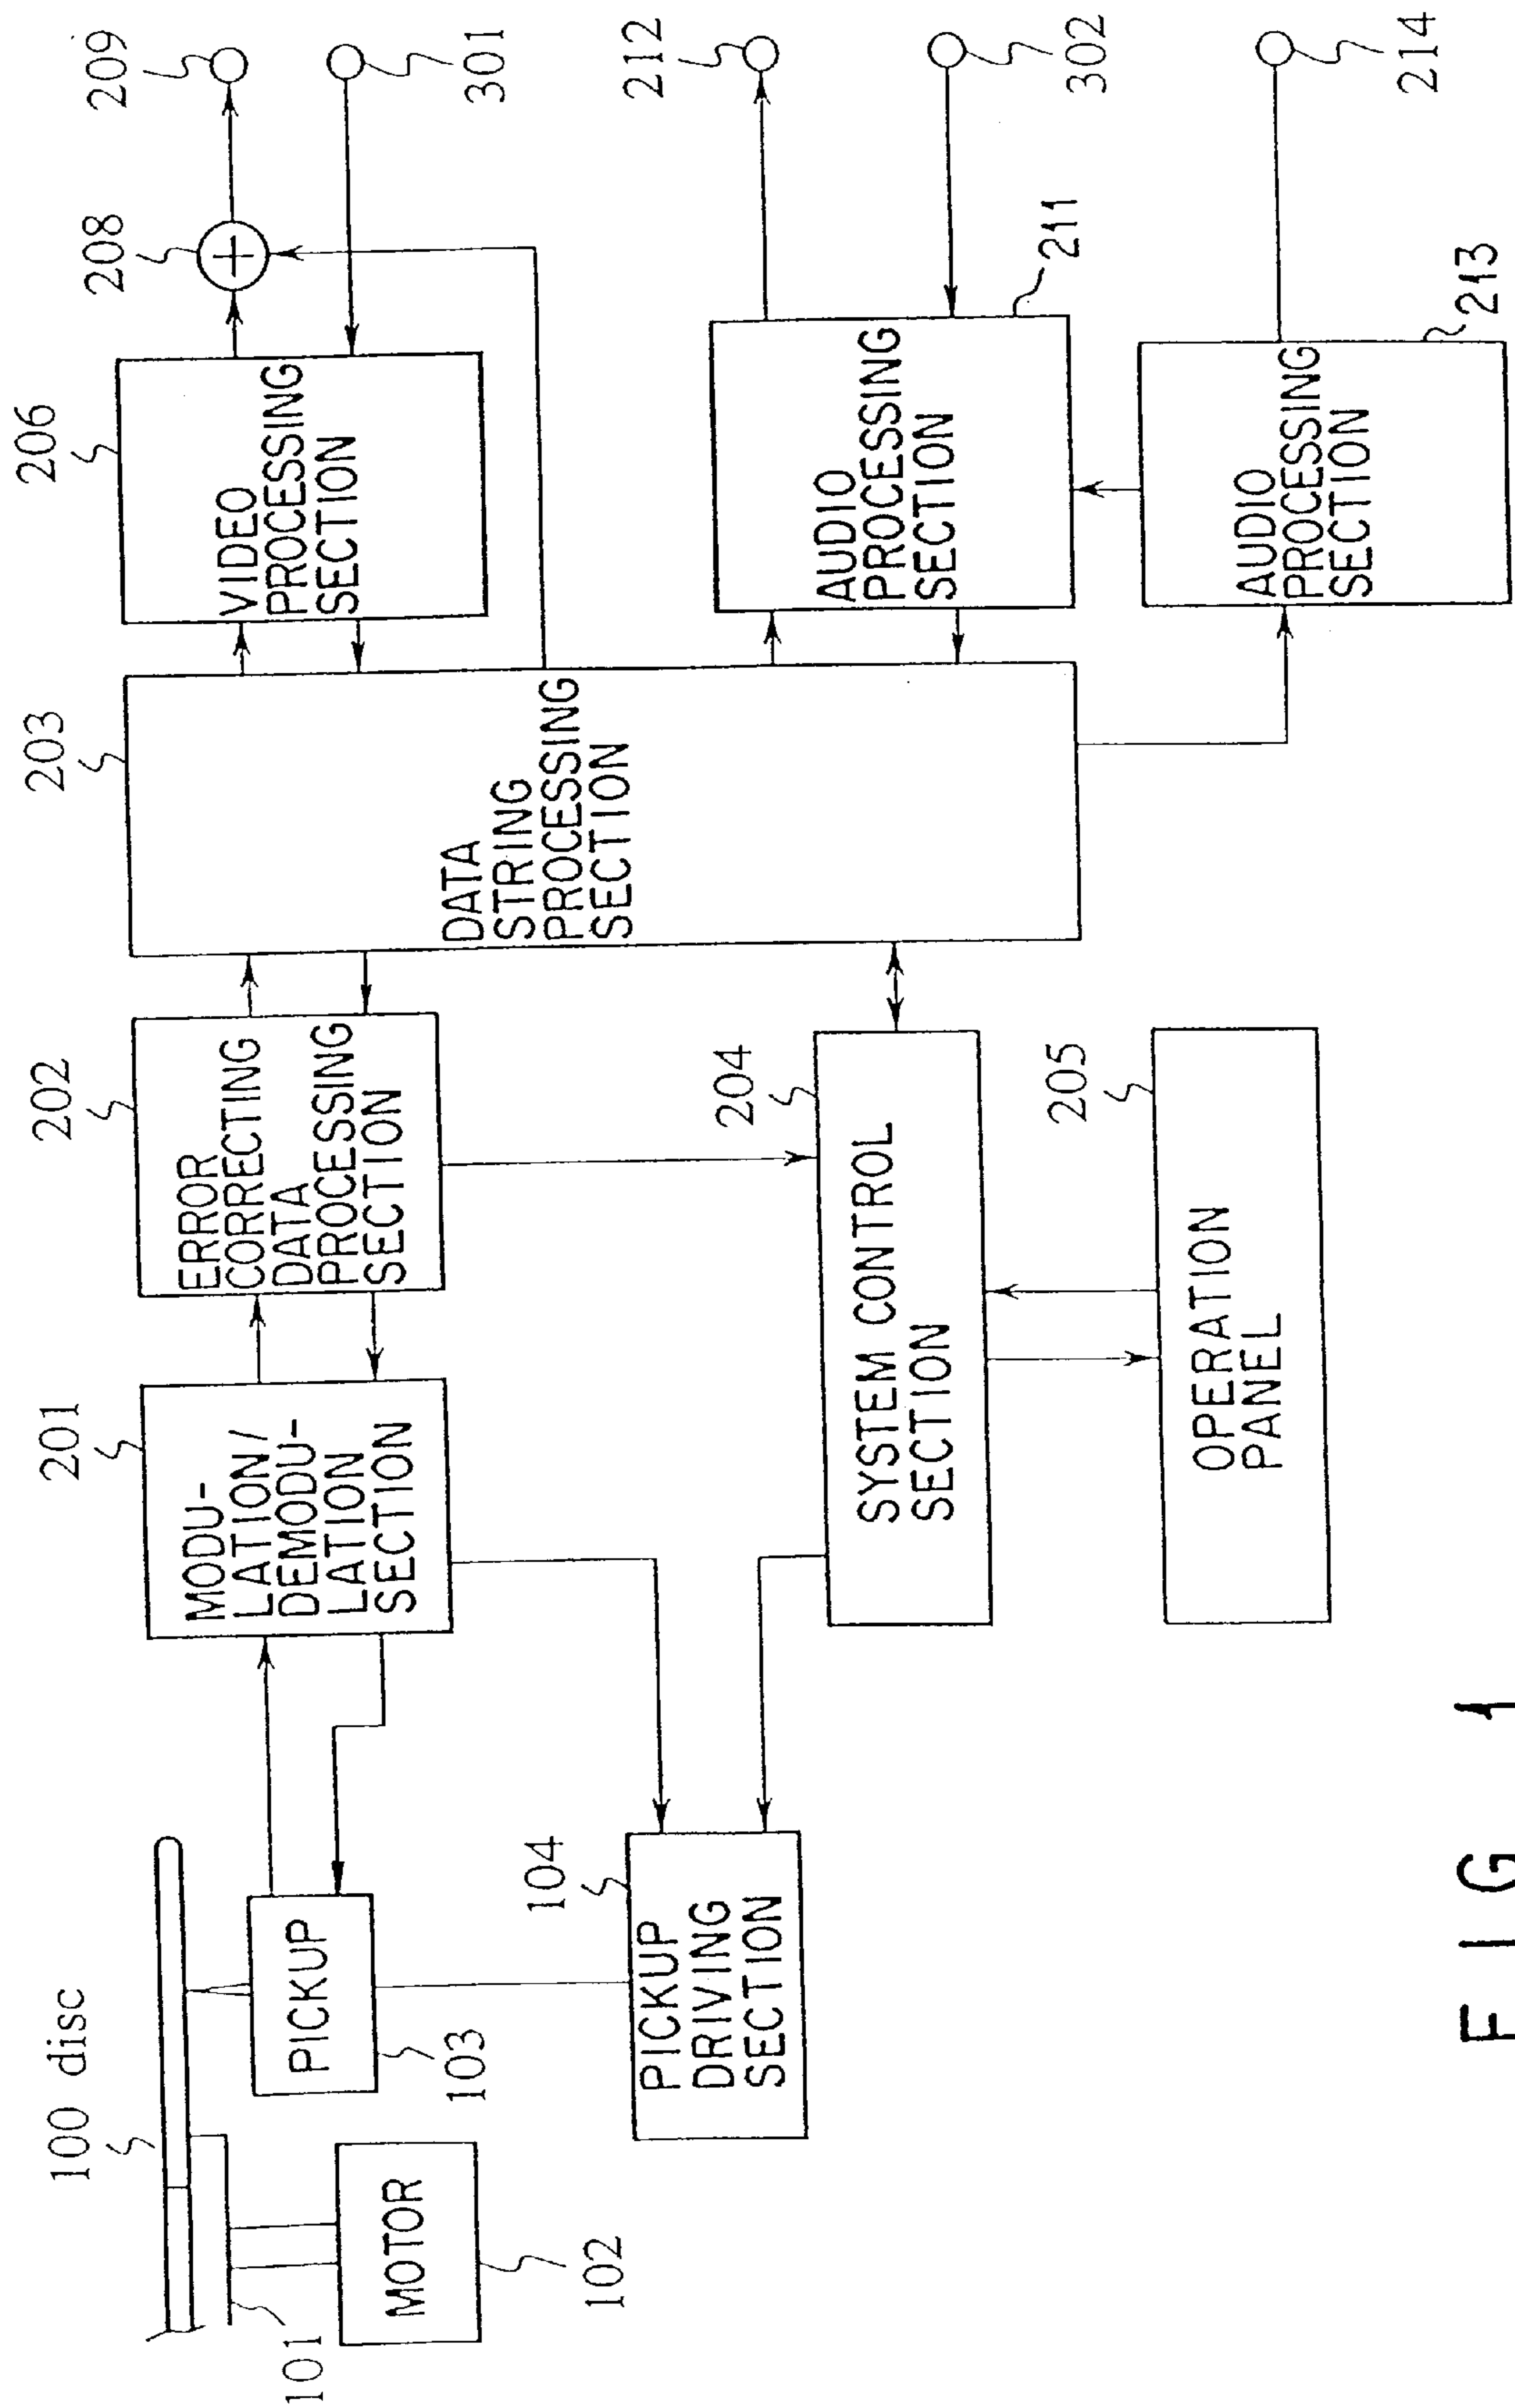 100 disc
101
MOTOR
102
PICKUP
103
104
PICKUP
DRIVING
SECTION
201
MODU-
LATION/
DEMODU-
LATION
SECTION
202
ERROR
CORRECTING
DATA
PROCESSING
SECTION
204
SYSTEM CONTROL
SECTION
205
OPERATION
PANEL
203
DATA
STRING
PROCESSING
SECTION
206
VIDEO
PROCESSING
SECTION
208
+
209
301
AUDIO
PROCESSING
SECTION
211
212
302
AUDIO
PROCESSING
SECTION
213
214
FIG 1